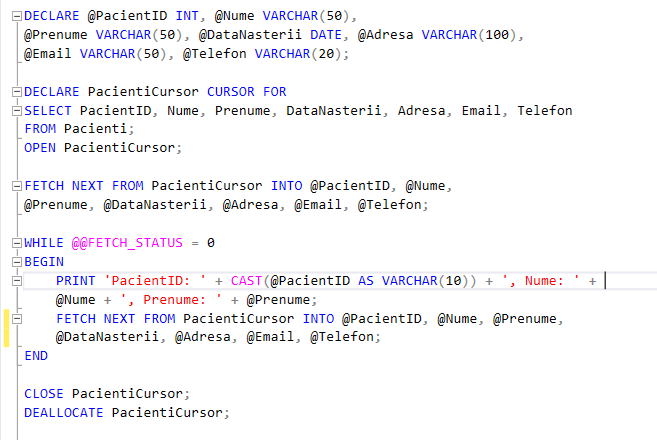 DECLARE @PacientID INT, @Nume VARCHAR(50),
@Prenume VARCHAR(50), @DataNasterii DATE, @Adresa VARCHAR(100),
@Email VARCHAR(50), @Telefon VARCHAR(20);
DECLARE PacientiCursor CURSOR FOR
SELECT PacientID, Nume, Prenume, DataNasterii, Adresa, Email, Telefon
FROM Pacienti;
OPEN PacientiCursor;
FETCH NEXT FROM PacientiCursor INTO @PacientID, @Nume,
@Prenume, @DataNasterii, @Adresa, @Email, @Telefon;
WHILE @@FETCH_STATUS = 0
BEGIN
PRINT 'PacientID: ' + CAST(@PacientID AS VARCHAR(10)) + ', Nume: ' +
@Nume + ', Prenume: ' + @Prenume;
FETCH NEXT FROM PacientiCursor INTO @PacientID, @Nume, @Prenume,
@DataNasterii, @Adresa, @Email, @Telefon;
END
CLOSE PacientiCursor;
DEALLOCATE PacientiCursor;